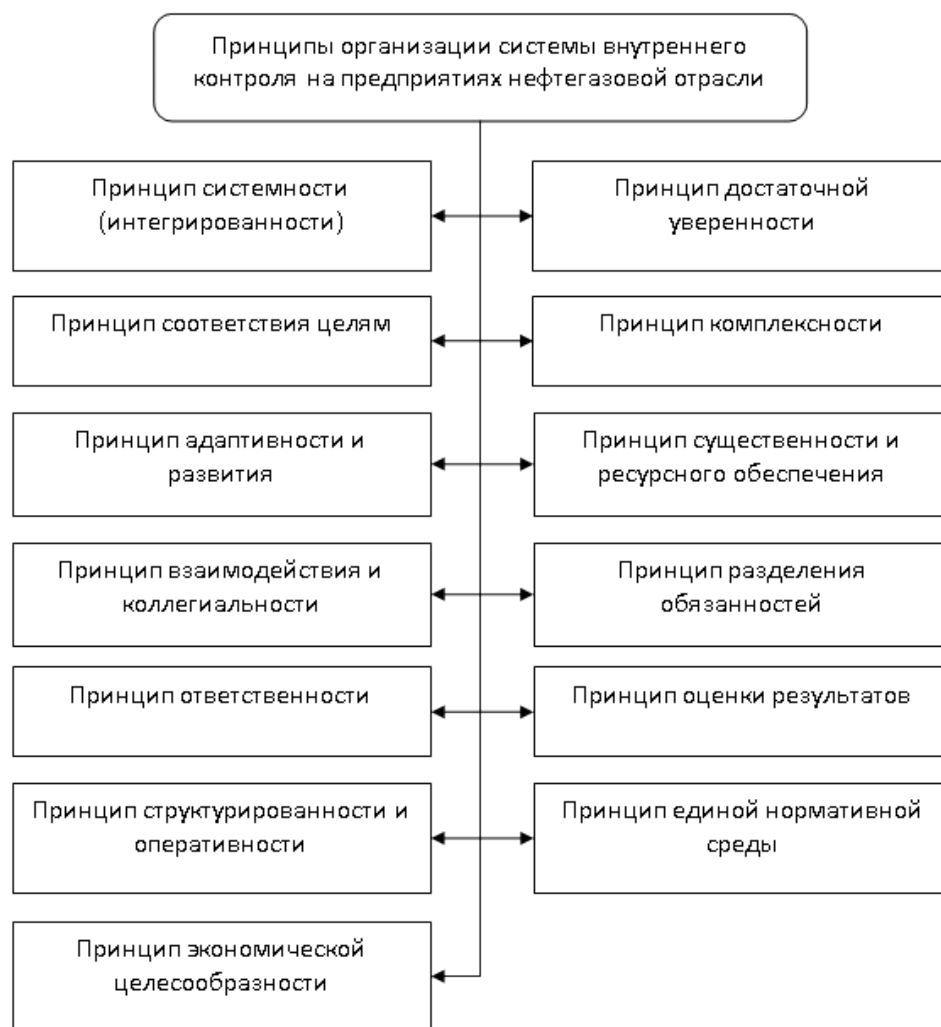 Принципы организации системы внутреннего
контроля на предприятиях нефтегазовой отрасли
Принцип системности
(интегрированности)
Принцип достаточной
уверенности
Принцип соответствия целям
Принцип комплексности
Принцип адаптивности и
развития
Принцип существенности и
ресурсного обеспечения
Принцип взаимодействия и
коллегиальности
Принцип разделения
обязанностей
Принцип ответственности
Принцип оценки результатов
Принцип структурированности и
оперативности
Принцип единой нормативной
среды
Принцип экономической
целесообразности